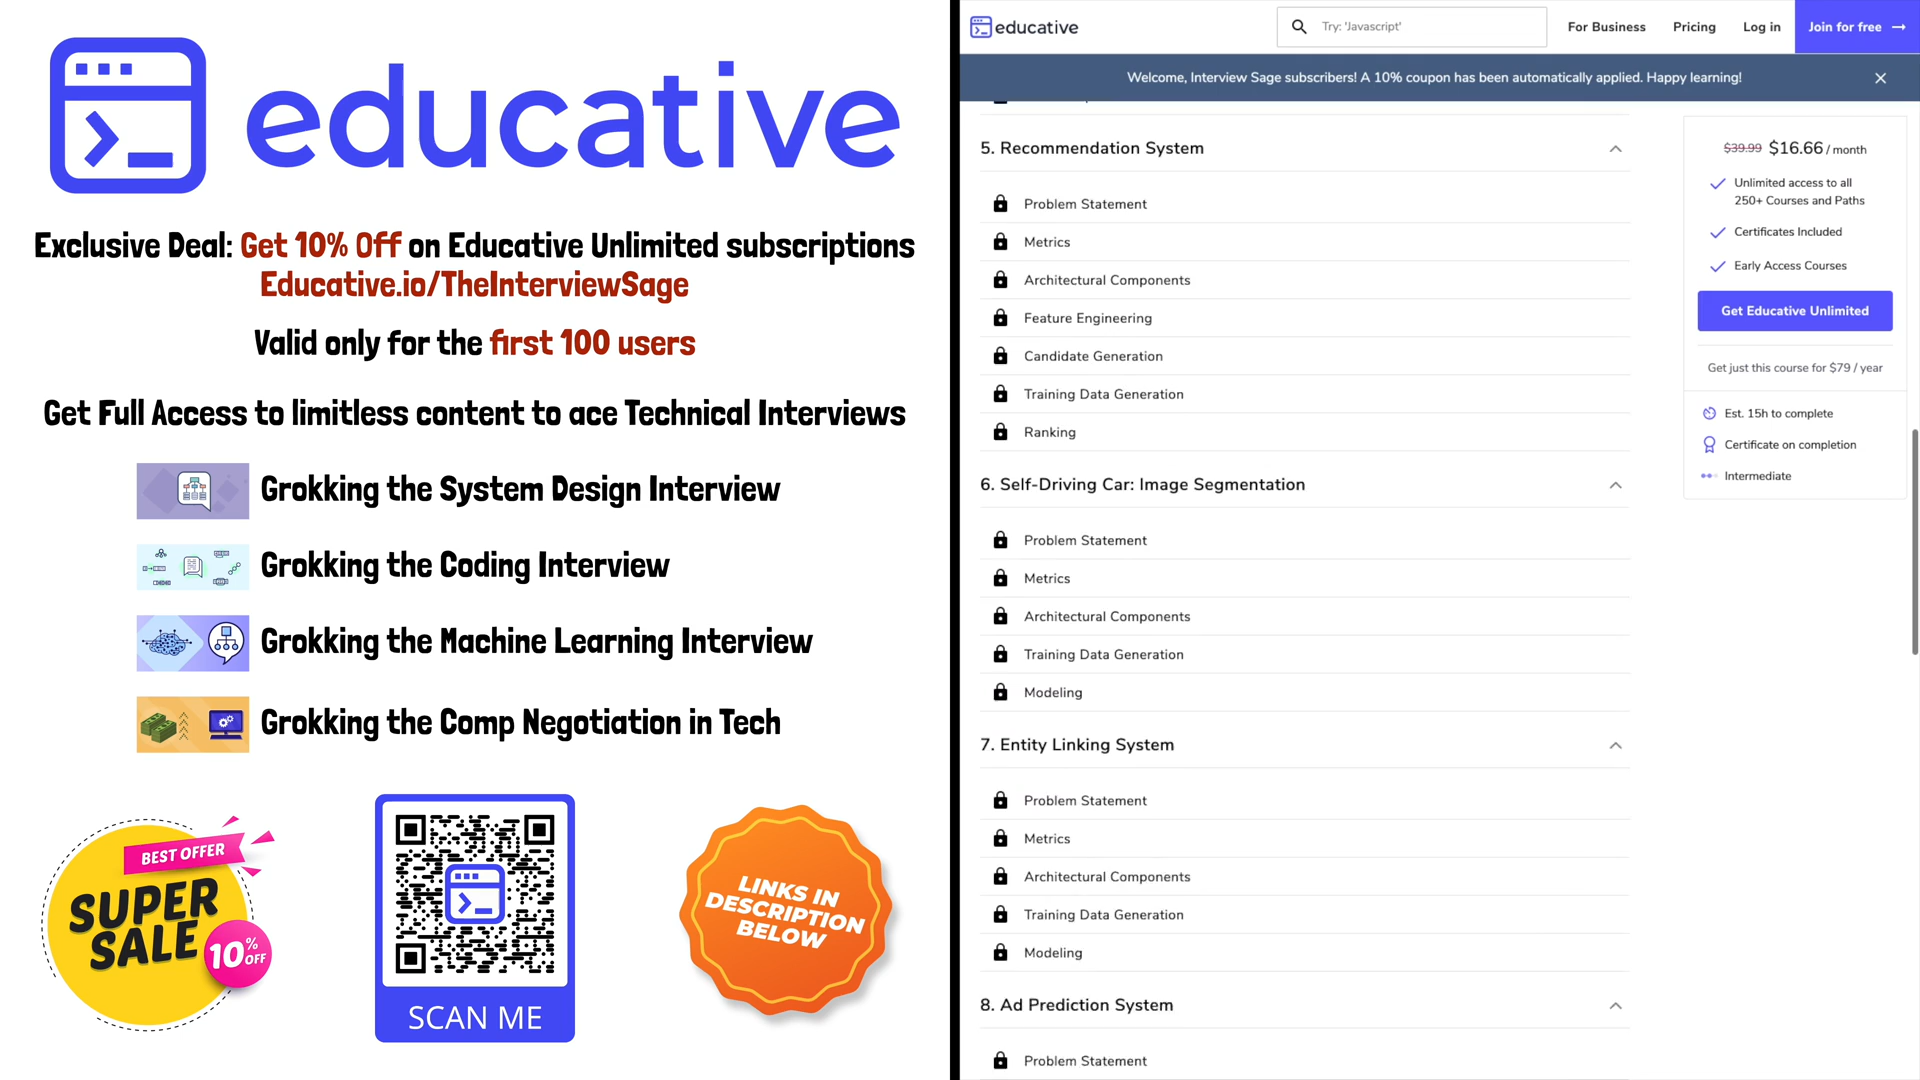 educative
Exclusive Deal: Get 10% Off on Educative Unlimited subscriptions
Educative.io/TheInterviewSage
Valid only for the first 100 users
Get Full Access to limitless content to ace Technical Interviews
Grokking the System Design Interview
Grokking the Coding Interview
Grokking the Machine Learning Interview
Grokking the Comp Negotiation in Tech
BEST OFFER
SUPER
SALE
10% OFF
SCAN ME
LINKS IN
DESCRIPTION
BELOW
educative
Try: 'Javascript'
For Business
Pricing
Log in
Join for free →
Welcome, Interview Sage subscribers! A 10% coupon has been automatically applied. Happy learning!
5. Recommendation System
Problem Statement
Metrics
Architectural Components
Feature Engineering
Candidate Generation
Training Data Generation
Ranking
6. Self-Driving Car: Image Segmentation
Problem Statement
Metrics
Architectural Components
Training Data Generation
Modeling
7. Entity Linking System
Problem Statement
Metrics
Architectural Components
Training Data Generation
Modeling
8. Ad Prediction System
Problem Statement
$39.99 $16.66 / month
Unlimited access to all
250+ Courses and Paths
Certificates Included
Early Access Courses
Get Educative Unlimited
Get just this course for $79 / year
Est. 15h to complete
Certificate on completion
Intermediate